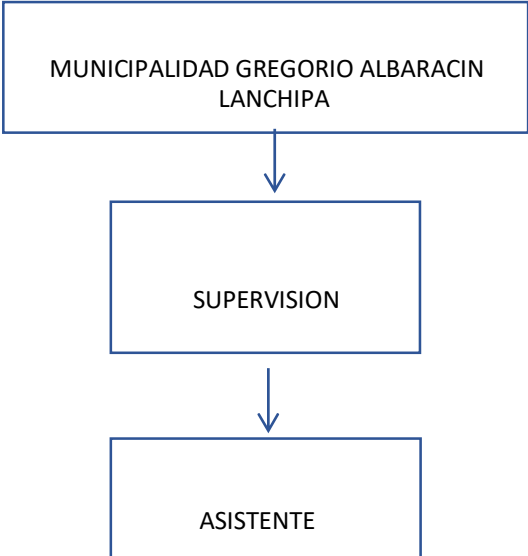 MUNICIPALIDAD GREGORIO ALBARACIN
LANCHIPA
SUPERVISION
ASISTENTE